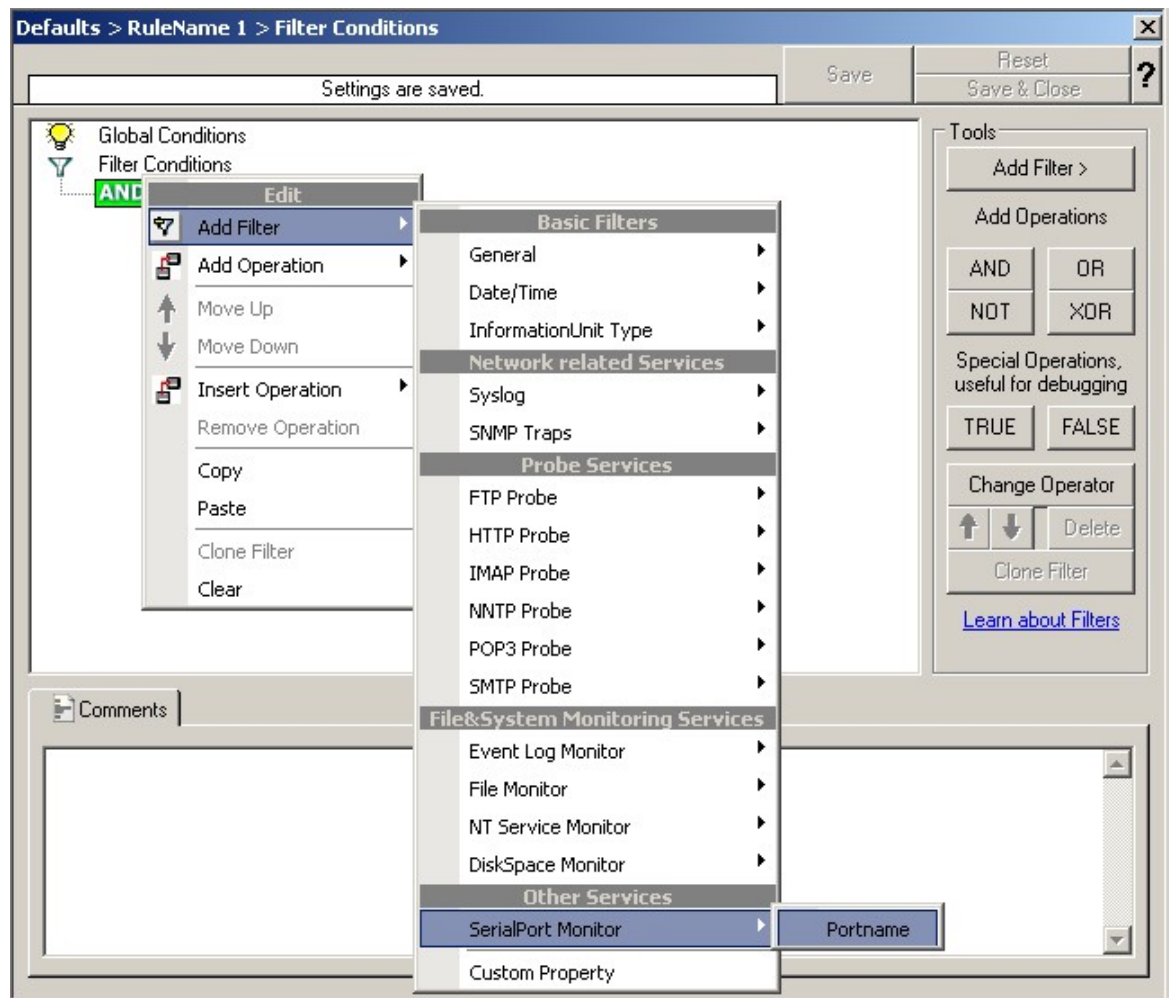 Defaults > RuleName 1 > Filter Conditions
Settings are saved.
Save
Reset
Save & Close
?
Global Conditions
Filter Conditions
AND
Edit
Add Filter
Add Operation
Move Up
Move Down
Insert Operation
Remove Operation
Copy
Paste
Clone Filter
Clear
Basic Filters
General
Date/Time
InformationUnit Type
Network related Services
Syslog
SNMP Traps
Probe Services
FTP Probe
HTTP Probe
IMAP Probe
NNTP Probe
POP3 Probe
SMTP Probe
File&System Monitoring Services
Event Log Monitor
File Monitor
NT Service Monitor
DiskSpace Monitor
Other Services
SerialPort Monitor
Custom Property
Portname
Tools
Add Filter >
Add Operations
AND OR
NOT XOR
Special Operations,
useful for debugging
TRUE FALSE
Change Operator
Delete
Clone Filter
Learn about Filters
Comments